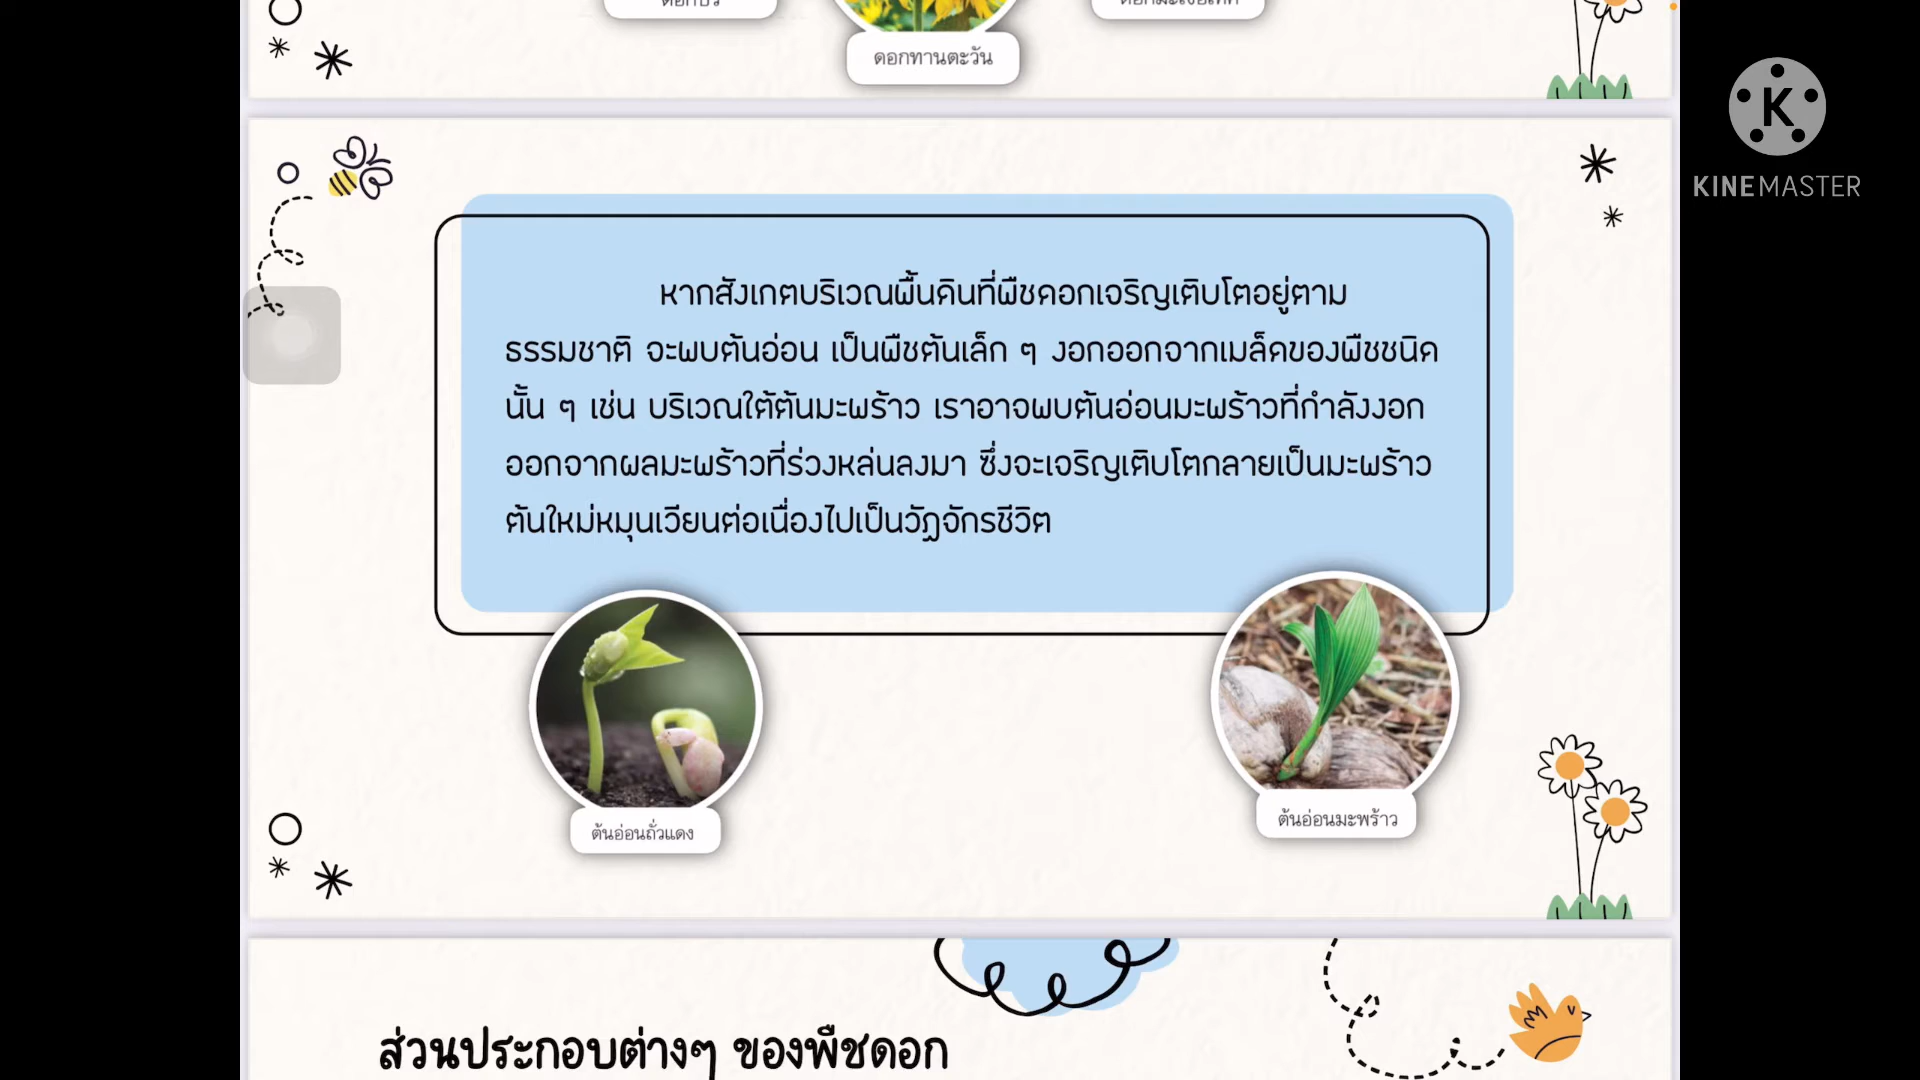 ดอกทานตะวัน
KINEMASTER
หากสังเกตบริเวณพื้นดินที่พืชดอกเจริญเติบโตอยู่ตาม
ธรรมชาติ จะพบต้นอ่อน เป็นพืชต้นเล็ก ๆ งอกออกจากเมล็ดของพืชชนิด
นั้น ๆ เช่น บริเวณใต้ต้นมะพร้าว เราอาจพบต้นอ่อนมะพร้าวที่กำลังงอก
ออกจากผลมะพร้าวที่ร่วงหล่นลงมา ซึ่งจะเจริญเติบโตกลายเป็นมะพร้าว
ต้นใหม่หมุนเวียนต่อเนื่องไปเป็นวัฏจักรชีวิต
ต้นอ่อนถั่วแดง
ต้นอ่อนมะพร้าว
ส่วนประกอบต่างๆ ของพืชดอก